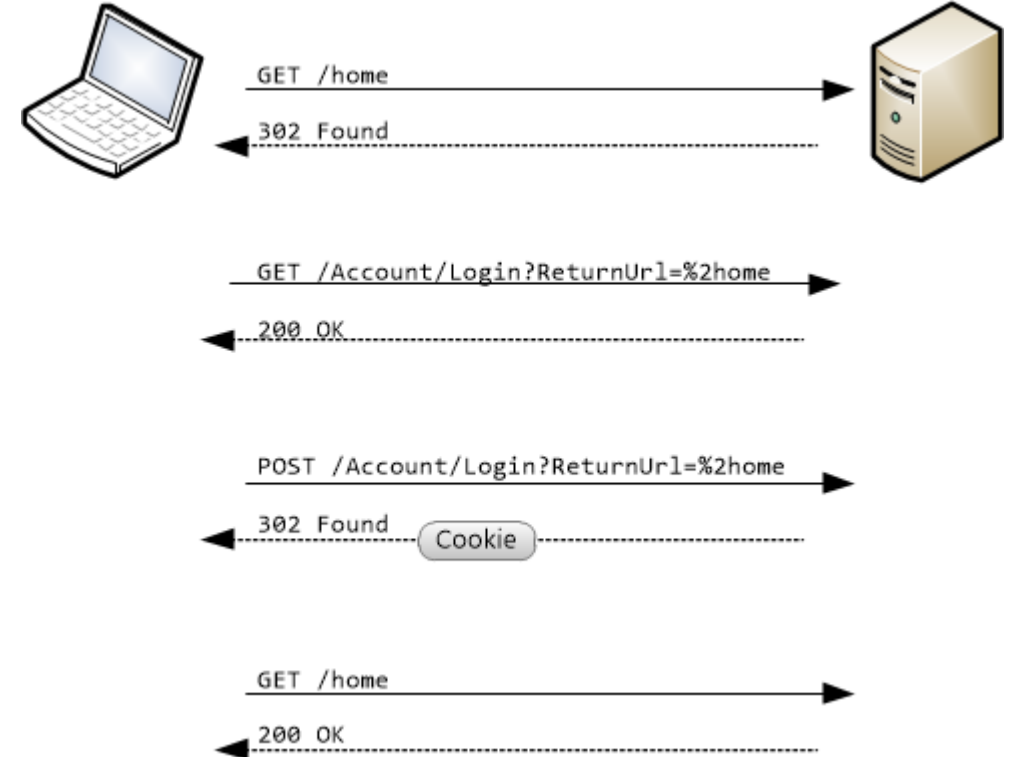 GET /home
302 Found
GET /Account/Login?ReturnUrl=%2home
200 OK
POST /Account/Login?ReturnUrl=%2home
302 Found
Cookie
GET /home
200 OK